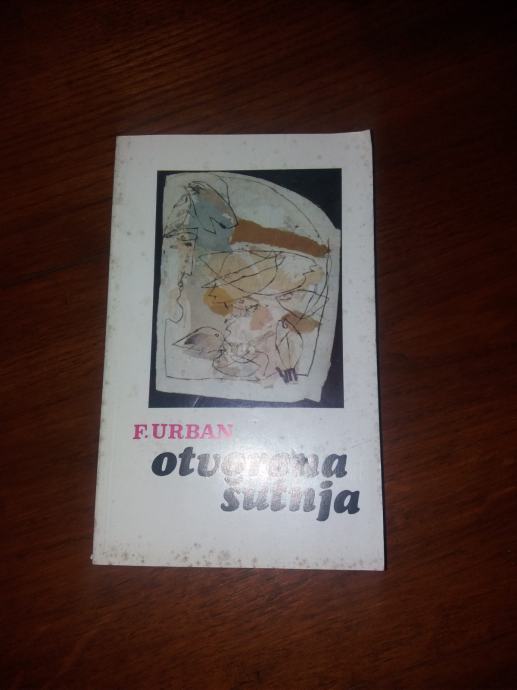 F. URBAN
otvorena
šutnja